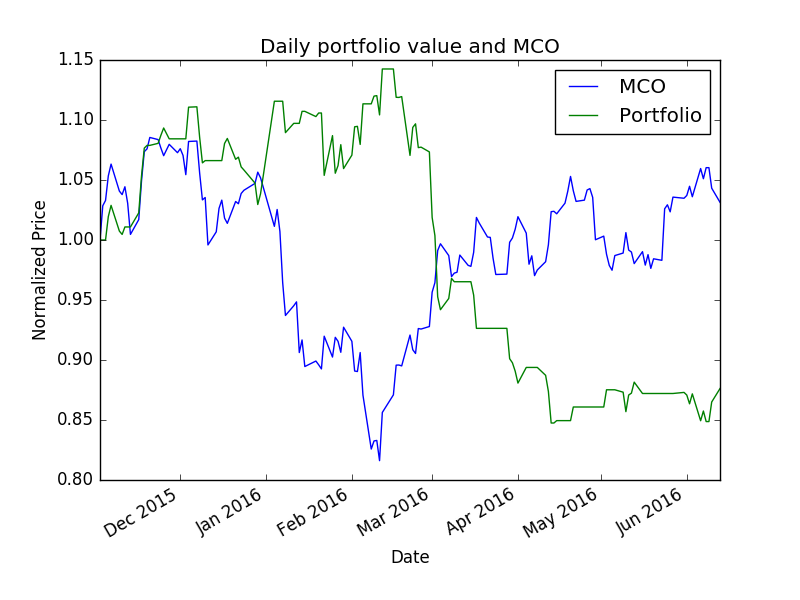 Daily portfolio value and MCO
MCO
Portfolio
1.15
1.10
1.05
1.00
0.95
0.90
0.85
0.80
Normalized Price
Dec 2015
Jan 2016
Feb 2016
Mar 2016
Apr 2016
May 2016
Jun 2016
Date